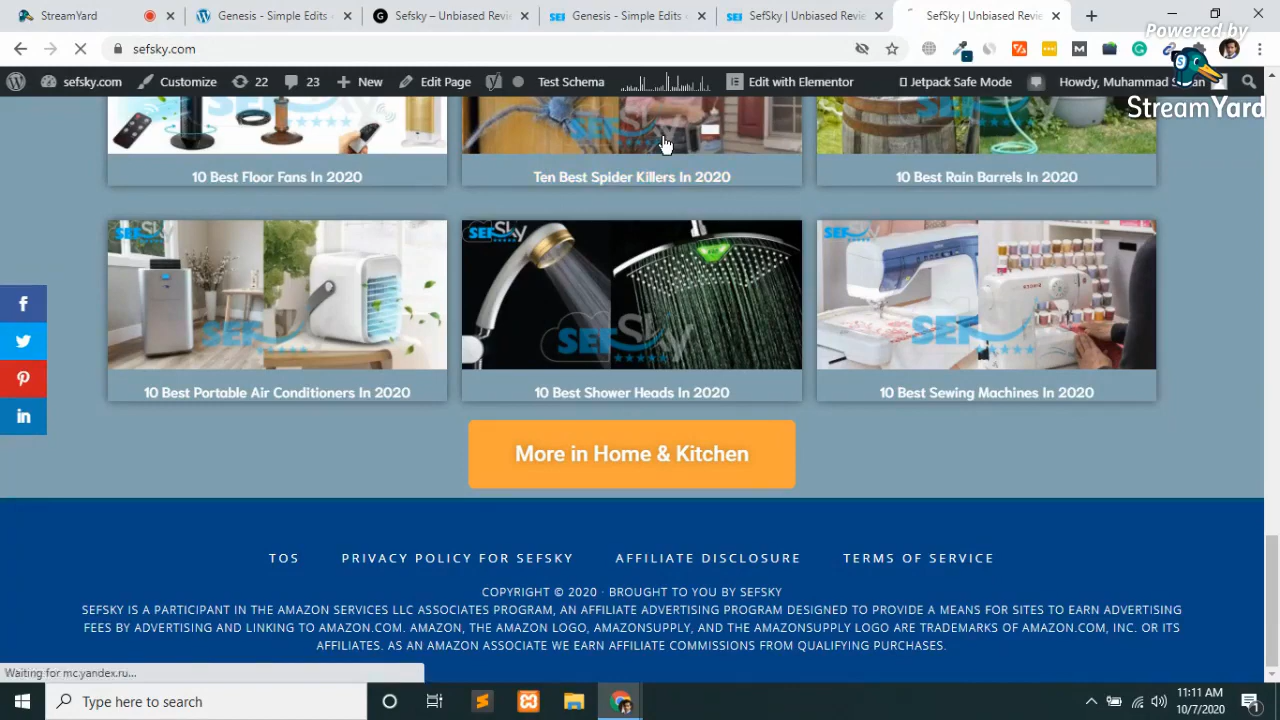 StreamYard
Genesis - Simple Edits
Sefsky – Unbiased Review
Genesis - Simple Edits
SefSky | Unbiased Revie
SefSky | Unbiased Revie
Powered by
StreamYard
sefsky.com
sefsky.com
Customize
22
23
New
Edit Page
Test Schema
Edit with Elementor
Jetpack Safe Mode
Howdy, Muhammad
10 Best Floor Fans In 2020
Ten Best Spider Killers In 2020
10 Best Rain Barrels In 2020
SEFSky
SEFSky
SEFSky
10 Best Portable Air Conditioners In 2020
10 Best Shower Heads In 2020
10 Best Sewing Machines In 2020
More in Home & Kitchen
TOS
PRIVACY POLICY FOR SEFSKY
AFFILIATE DISCLOSURE
TERMS OF SERVICE
COPYRIGHT © 2020 · BROUGHT TO YOU BY SEFSKY
SEFSKY IS A PARTICIPANT IN THE AMAZON SERVICES LLC ASSOCIATES PROGRAM, AN AFFILIATE ADVERTISING PROGRAM DESIGNED TO PROVIDE A MEANS FOR SITES TO EARN ADVERTISING
FEES BY ADVERTISING AND LINKING TO AMAZON.COM. AMAZON, THE AMAZON LOGO, AMAZONSUPPLY, AND THE AMAZONSUPPLY LOGO ARE TRADEMARKS OF AMAZON.COM, INC. OR ITS
AFFILIATES. AS AN AMAZON ASSOCIATE WE EARN AFFILIATE COMMISSIONS FROM QUALIFYING PURCHASES.
Waiting for mc.yandex.ru...
Type here to search
11:11 AM
10/7/2020